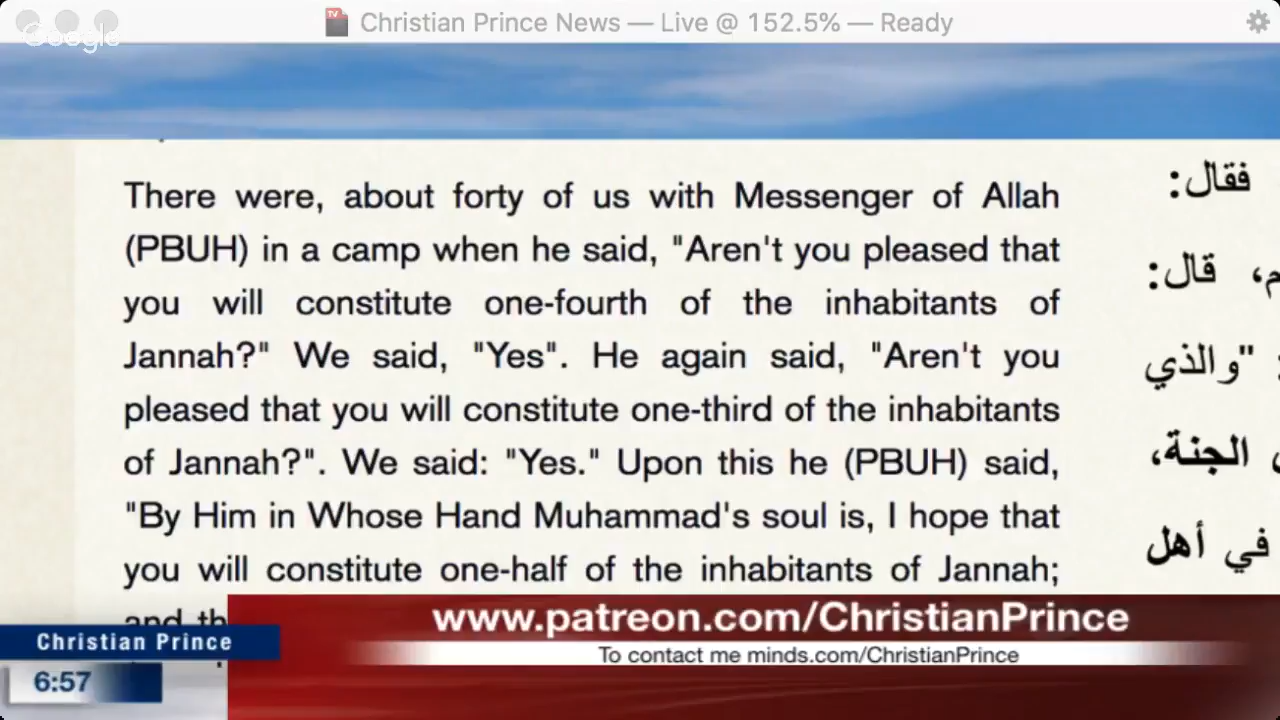 Christian Prince News — Live @ 152.5% — Ready
Google
There were, about forty of us with Messenger of Allah
(PBUH) in a camp when he said, "Aren't you pleased that
you will constitute one-fourth of the inhabitants of
Jannah?" We said, "Yes". He again said, "Aren't you
pleased that you will constitute one-third of the inhabitants
of Jannah?". We said: "Yes." Upon this he (PBUH) said,
"By Him in Whose Hand Muhammad's soul is, I hope that
you will constitute one-half of the inhabitants of Jannah;
and th
فقال:
م، قال:
"والذي
الجنة،
في أهل
www.patreon.com/ChristianPrince
To contact me minds.com/ChristianPrince
Christian Prince
6:57